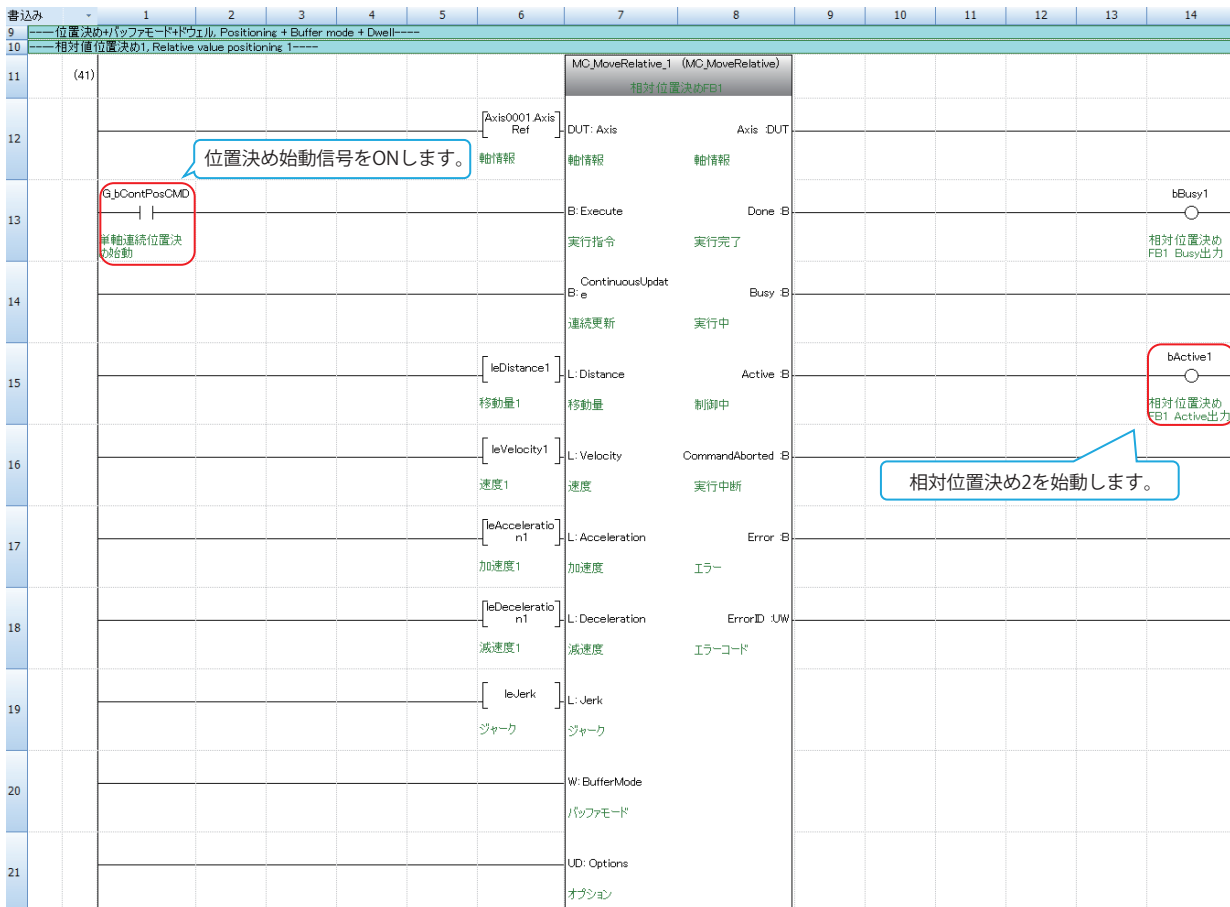 書込み 1 2 3 4 5 6 7 8 9 10 11 12 13 14
9 ----位置決め+バッファモード+ドウェル, Positioning + Buffer mode + Dwell----
10 ----相対値位置決め1, Relative value positioning 1----
11 (41) MC_MoveRelative_1 (MC_MoveRelative)
相対位置決めFB1
12 Axis0001.Axis
Ref DUT: Axis Axis :DUT
軸情報 軸情報 軸情報
位置決め始動信号をONします。
13 G_bContPosCMD B: Execute Done :B bBusy1
単軸連続位置決
め始動 実行指令 実行完了 相対位置決め
FB1 Busy出力
14 B: ContinuousUpdat
e Busy :B
連続更新 実行中
15 leDistance1 L: Distance Active :B bActive1
移動量1 移動量 制御中 相対位置決め
FB1 Active出力
16 leVelocity1 L: Velocity CommandAborted :B
速度1 速度 実行中断
相対位置決め2を始動します。
17 leAcceleratio
n1 L: Acceleration Error :B
加速度1 加速度 エラー
18 leDeceleratio
n1 L: Deceleration ErrorID :UW
減速度1 減速度 エラーコード
19 leJerk L: Jerk
ジャーク ジャーク
20 W: BufferMode
バッファモード
21 UD: Options
オプション